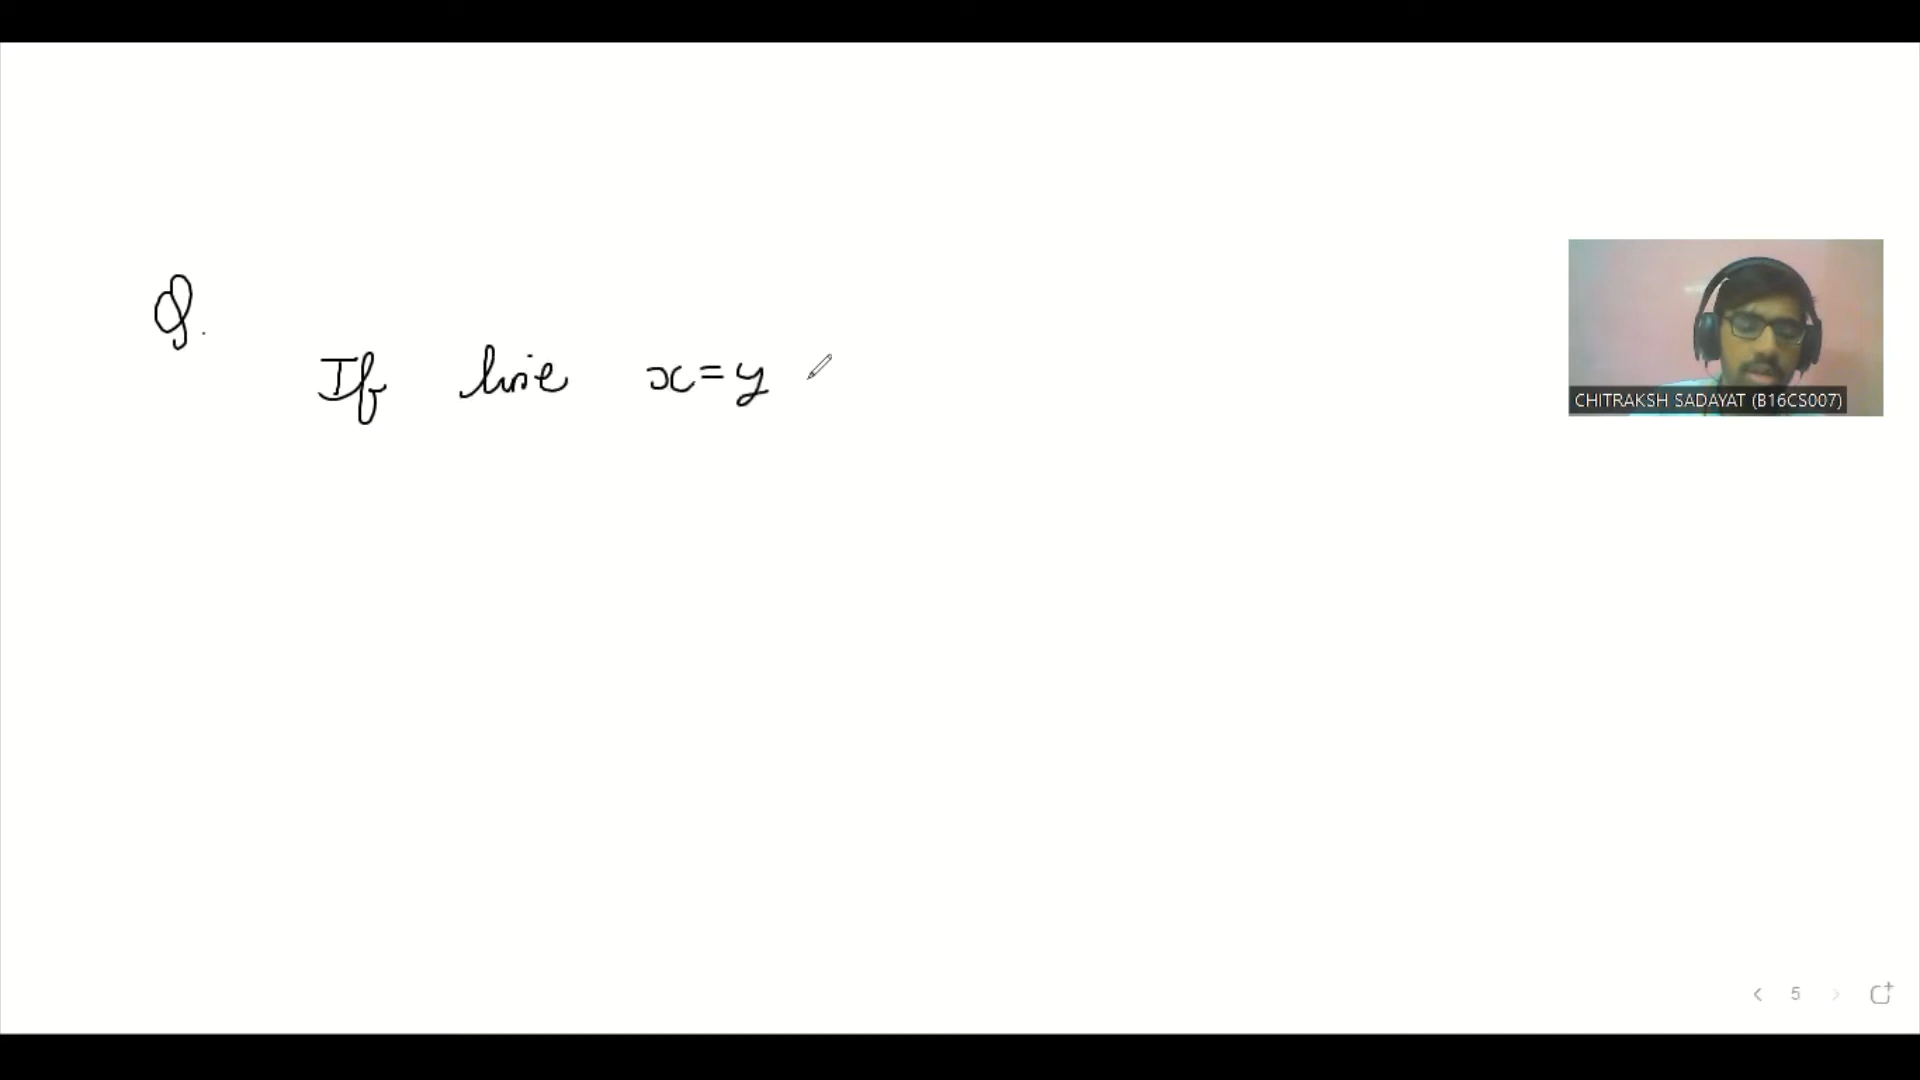 Q.
If line x=y
CHITRAKSH SADAYAT (B16CS007)
< 5 >